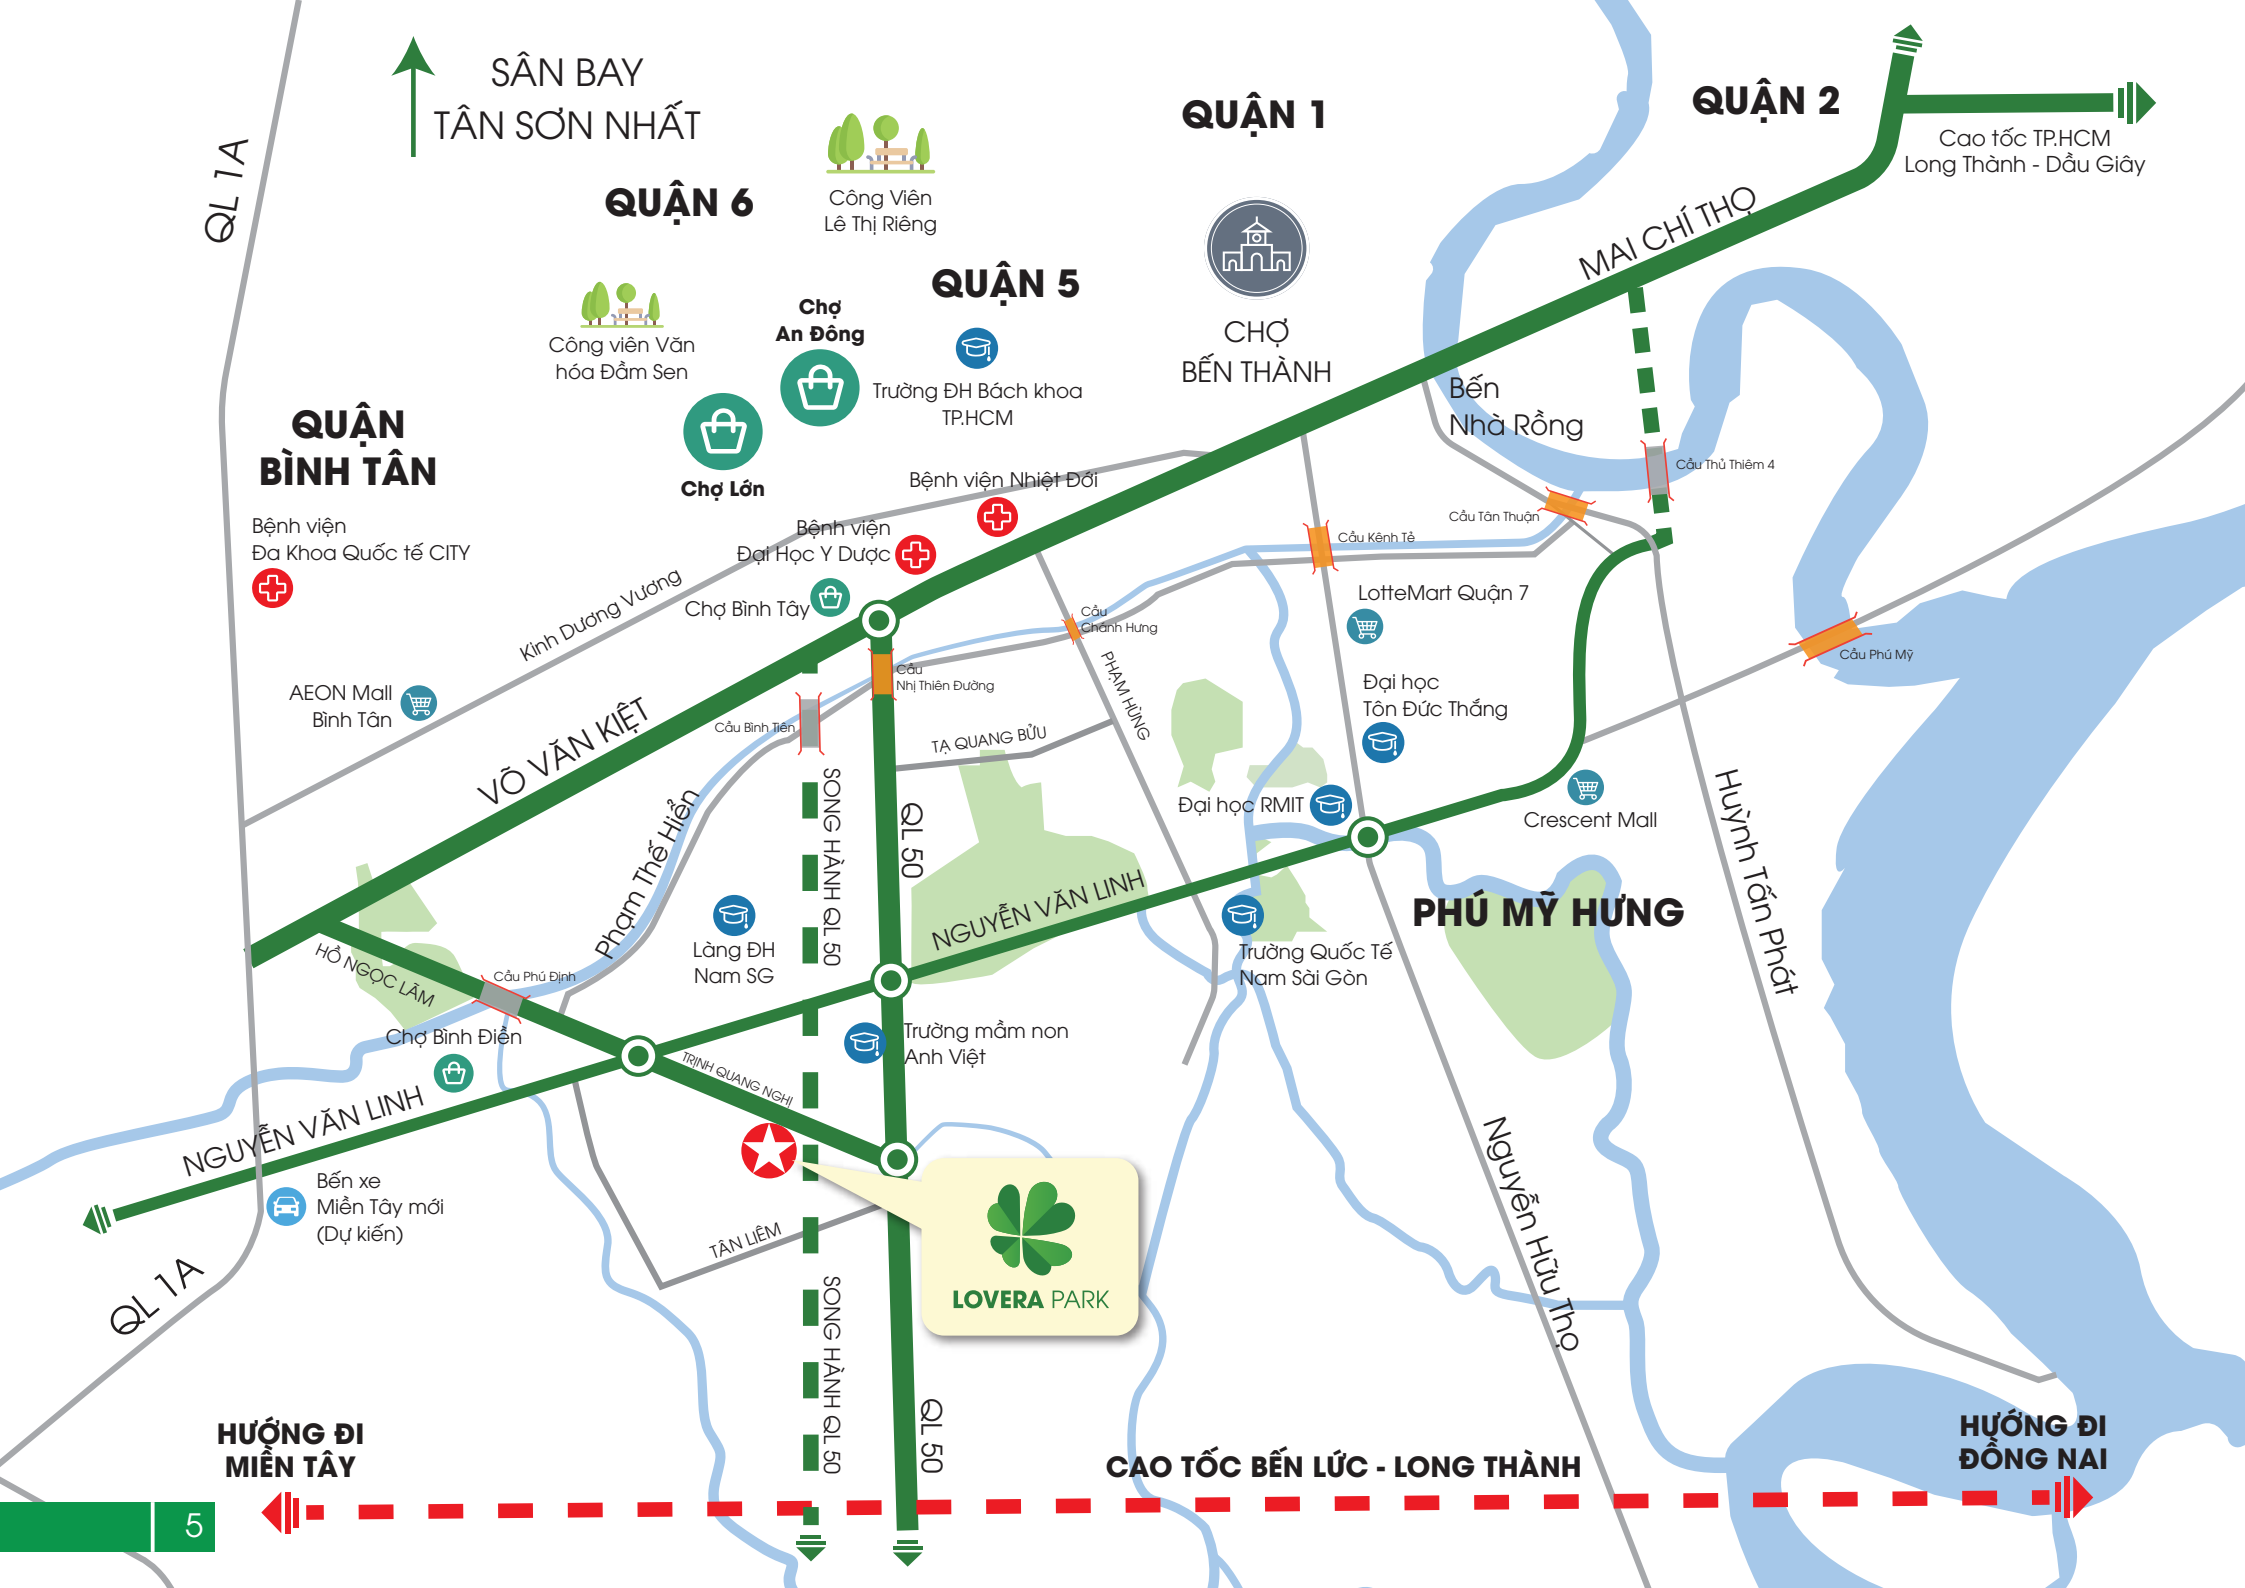 SÂN BAY
TÂN SƠN NHẤT
QUẬN 1
QUẬN 2
Cao tốc TP.HCM
Long Thành - Dầu Giây
QL 1A
QUẬN 6
Công Viên
Lê Thị Riêng
MAI CHÍ THỌ
QUẬN 5
Chợ
An Đông
Công viên Văn
hóa Đầm Sen
CHỢ
BẾN THÀNH
Trường ĐH Bách khoa
TP.HCM
Bến
Nhà Rồng
QUẬN
BÌNH TÂN
Chợ Lớn
Bệnh viện Nhiệt Đới
Cầu Thủ Thiêm 4
Bệnh viện
Đa Khoa Quốc tế CITY
Bệnh viện
Đại Học Y Dược
Cầu Tân Thuận
Cầu Kênh Tẻ
Kinh Dương Vương
Chợ Bình Tây
LotteMart Quận 7
Cầu
Chánh Hưng
Cầu Phú Mỹ
AEON Mall
Bình Tân
Cầu
Nhị Thiên Đường
PHẠM HÙNG
Đại học
Tôn Đức Thắng
VÕ VĂN KIỆT
Cầu Bình Tiên
TẠ QUANG BỬU
Đại học RMIT
Crescent Mall
Phạm Thế Hiển
SONG HÀNH QL 50
QL 50
Huỳnh Tấn Phát
NGUYỄN VĂN LINH
PHÚ MỸ HƯNG
Làng ĐH
Nam SG
Trường Quốc Tế
Nam Sài Gòn
HỒ NGỌC LÃM
Cầu Phú Định
Chợ Bình Điền
Trường mầm non
Anh Việt
TRỊNH QUANG NGHỊ
NGUYỄN VĂN LINH
Bến xe
Miền Tây mới
(Dự kiến)
TÂN LIÊM
Nguyễn Hữu Thọ
LOVERA PARK
QL 1A
SONG HÀNH QL 50
QL 50
HƯỚNG ĐI
MIỀN TÂY
CAO TỐC BẾN LỨC - LONG THÀNH
HƯỚNG ĐI
ĐỒNG NAI
5